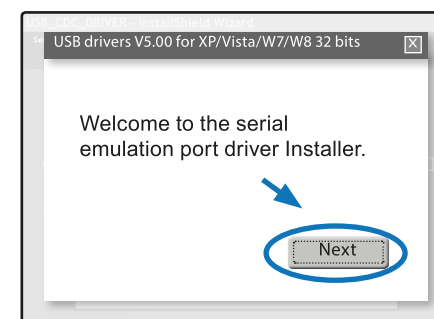 USB_CDC_DRIVER - InstallShield Wizard
Se
USB drivers V5.00 for XP/Vista/W7/W8 32 bits
X
Welcome to the serial
emulation port driver Installer.
Next